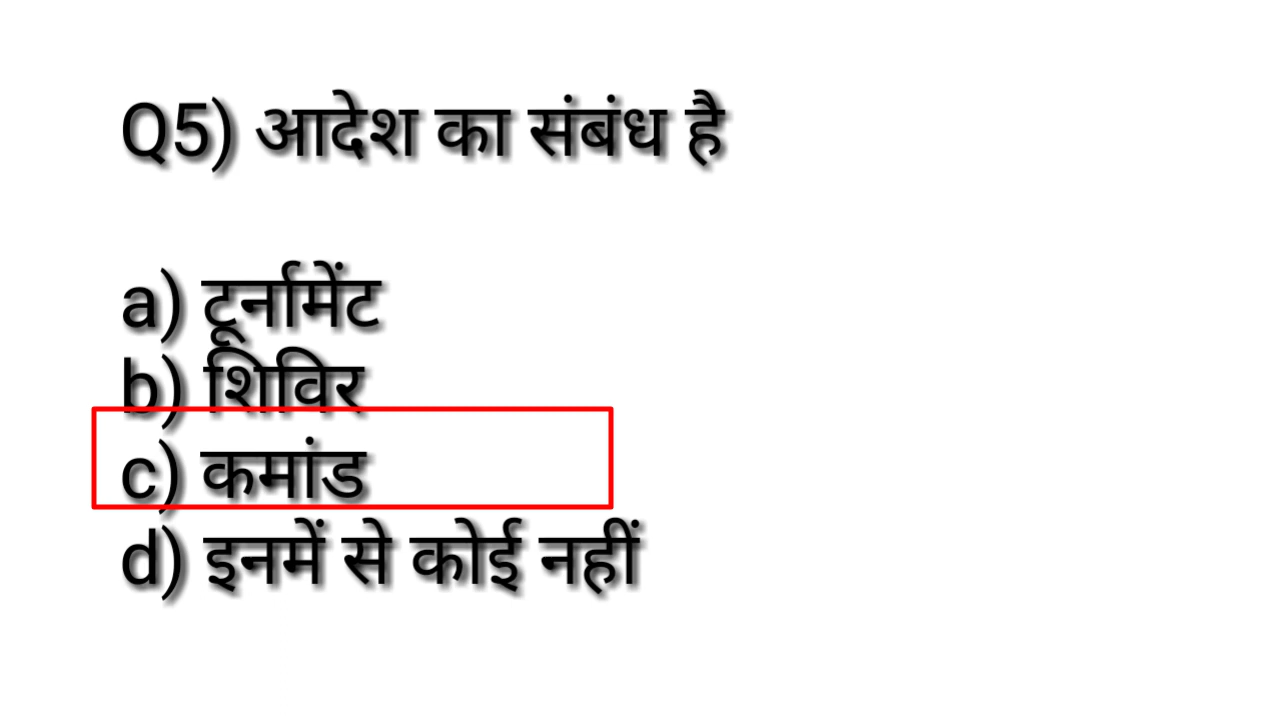 Q5) आदेश का संबंध है
a) टूर्नामेंट
b) शिविर
c) कमांड
d) इनमें से कोई नहीं